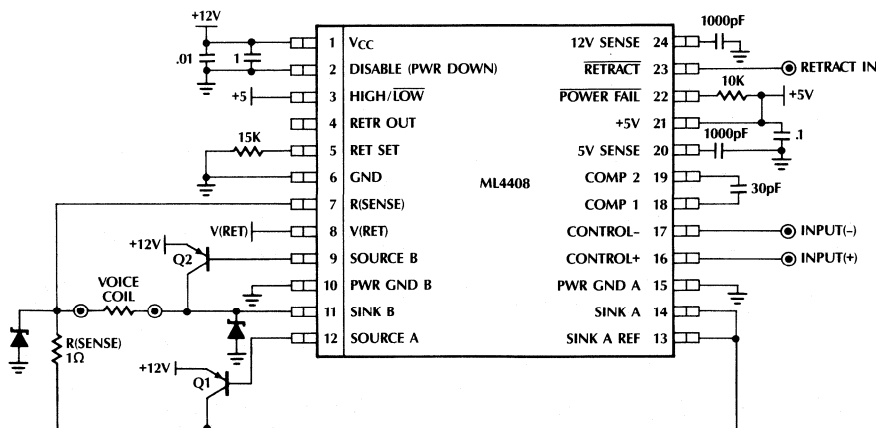 +12V
.01
1
1 VCC
2 DISABLE (PWR DOWN)
+5
3 HIGH/LOW
4 RETR OUT
15K
5 RET SET
6 GND
7 R(SENSE)
V(RET)
8 V(RET)
+12V
Q2
9 SOURCE B
10 PWR GND B
VOICE
COIL
11 SINK B
12 SOURCE A
R(SENSE)
1Ω
+12V
Q1
ML4408
12V SENSE 24
1000pF
RETRACT 23
RETRACT IN
10K
POWER FAIL 22
+5V
+5V 21
1000pF
.1
5V SENSE 20
COMP 2 19
30pF
COMP 1 18
CONTROL– 17
INPUT(–)
CONTROL+ 16
INPUT(+)
PWR GND A 15
SINK A 14
SINK A REF 13